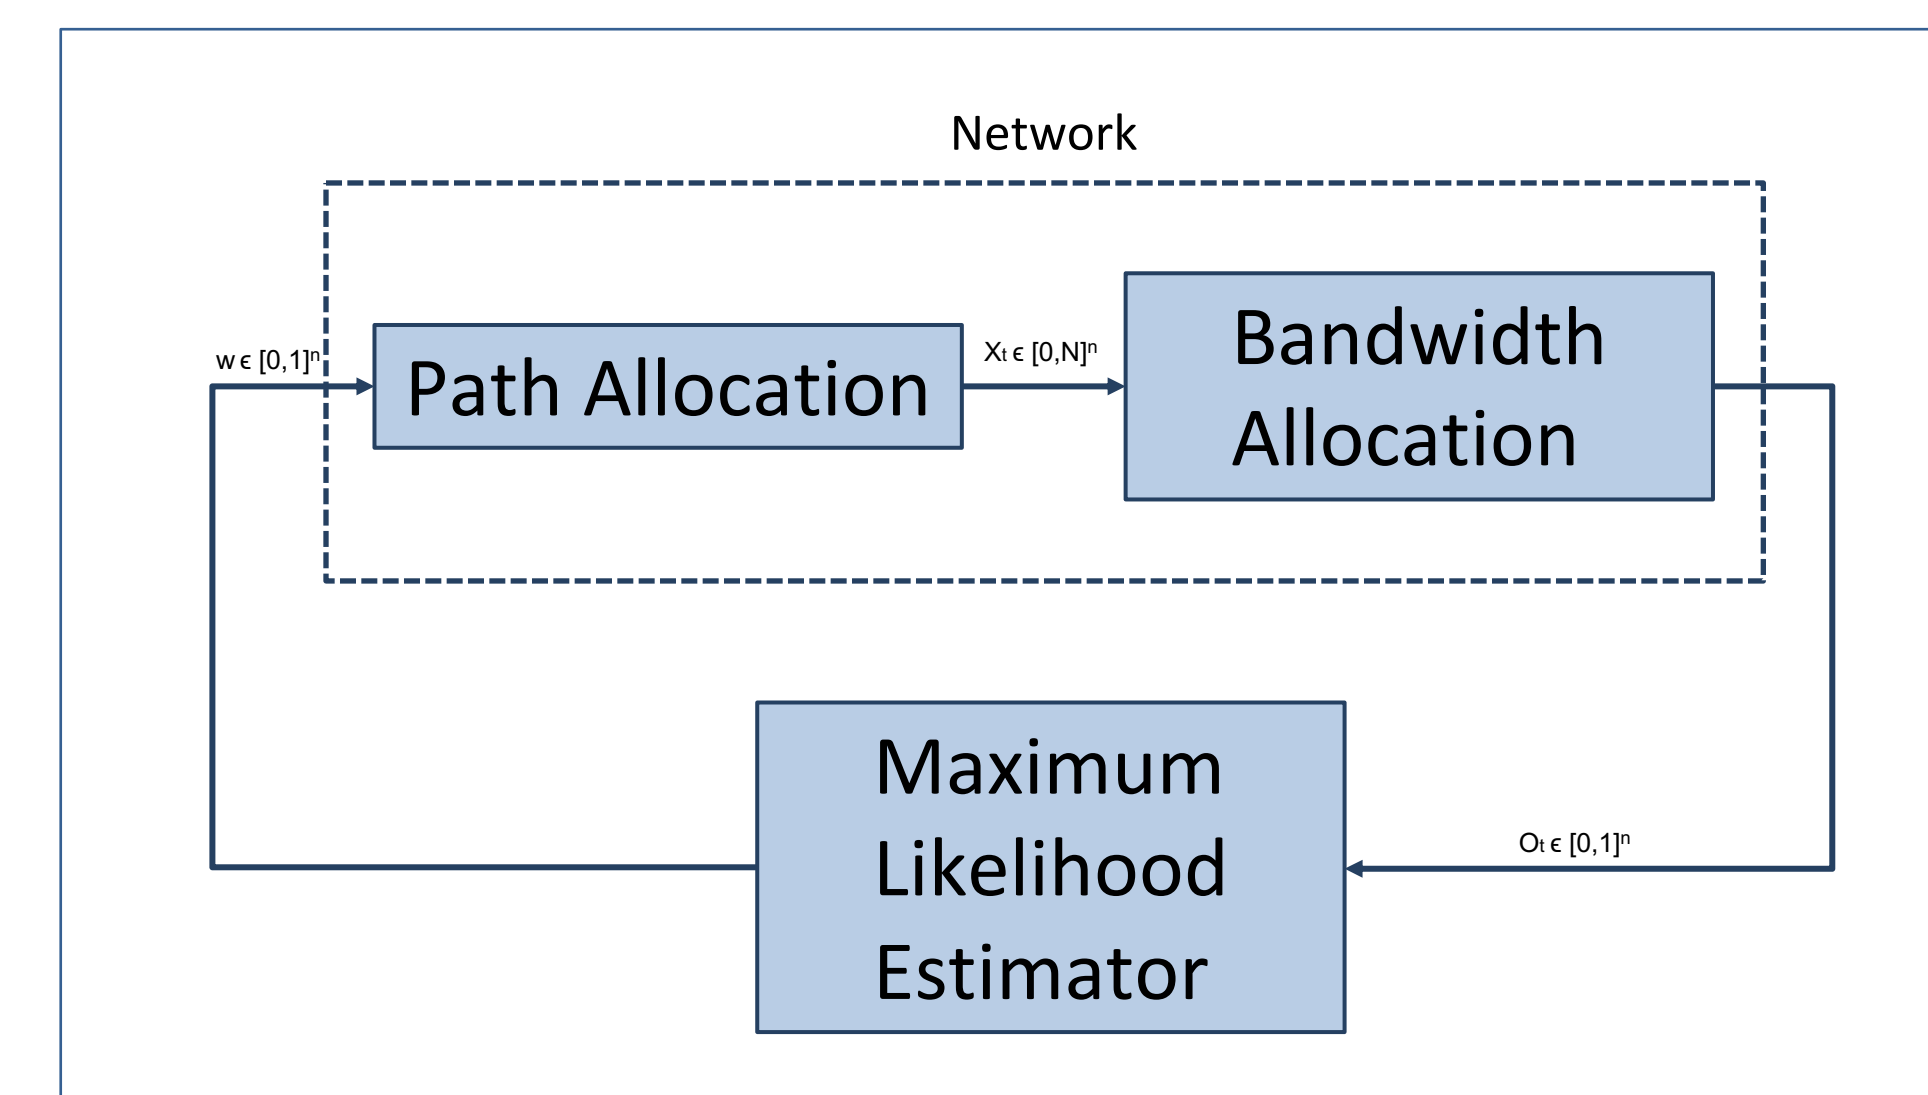 Network
w ϵ [0,1]ⁿ
Path Allocation
Xt ϵ [0,N]ⁿ
Bandwidth
Allocation
Maximum
Likelihood
Estimator
Ot ϵ [0,1]ⁿ